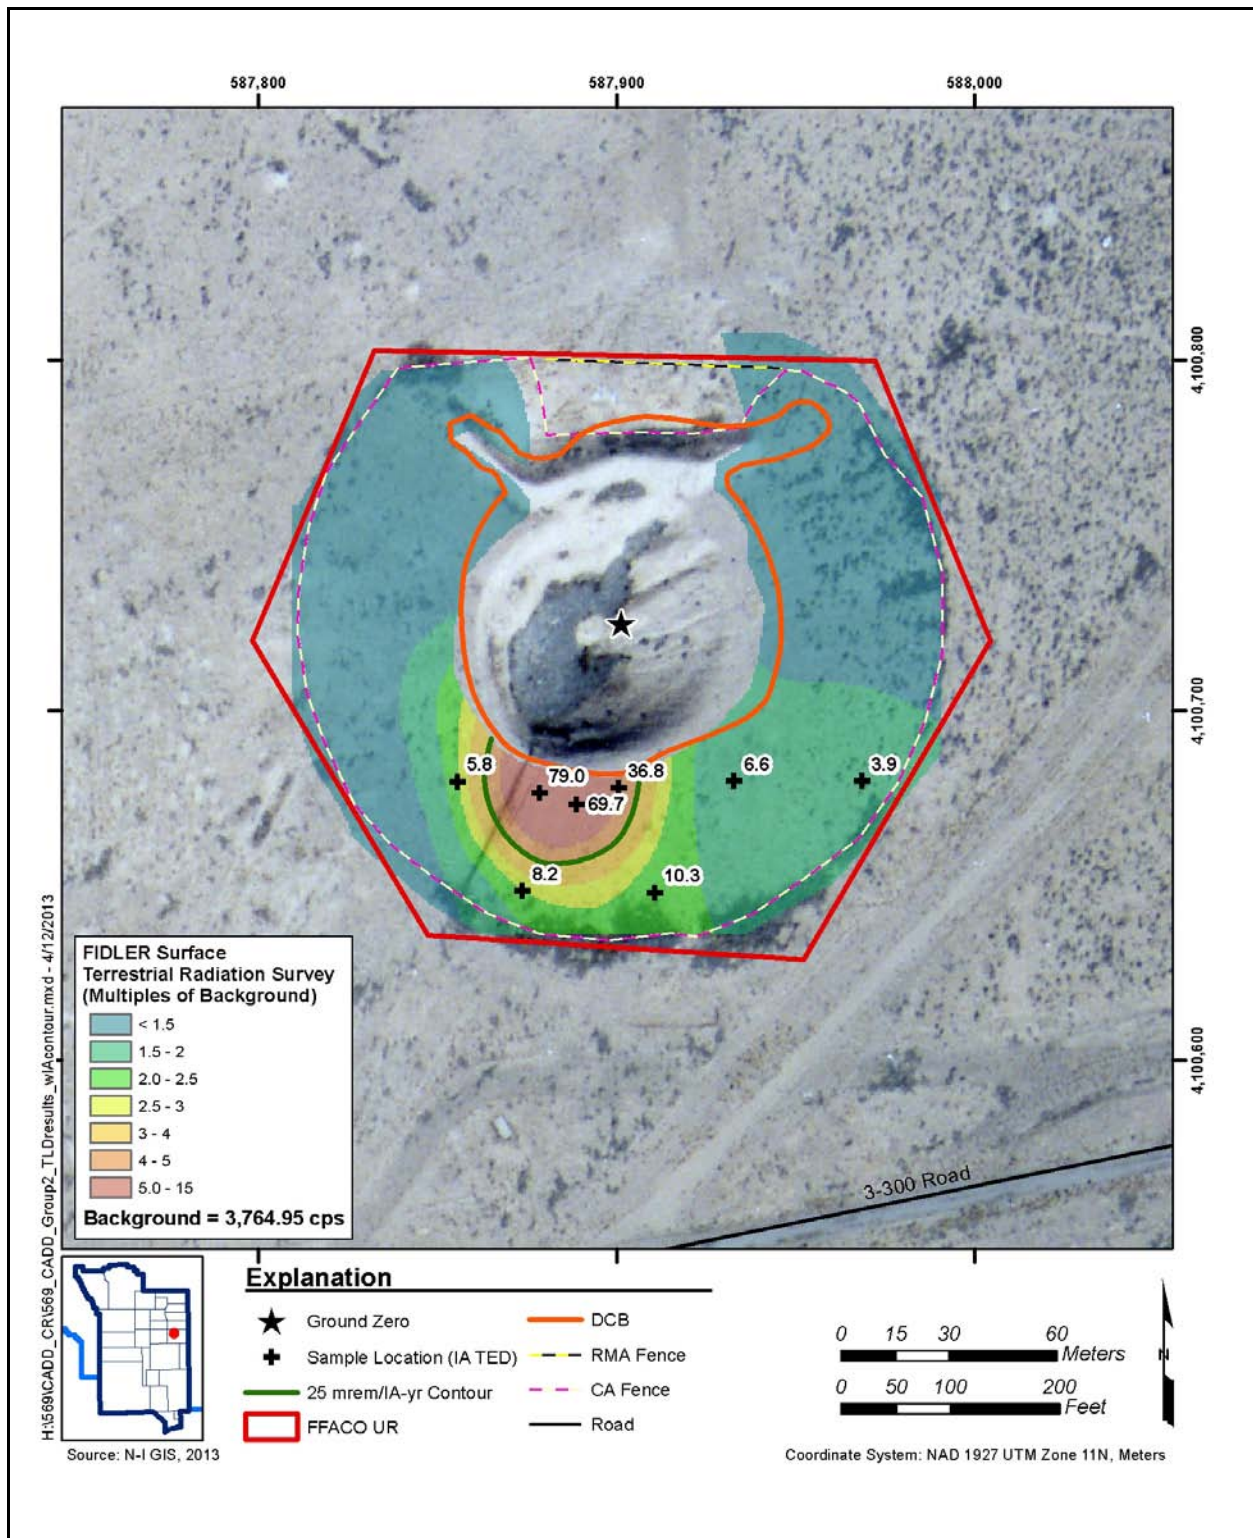 587,800
587,900
588,000
4,100,800
4,100,700
4,100,600
5.8
79.0
36.8
69.7
6.6
3.9
8.2
10.3
3-300 Road
H:\569\CADD_CR\569_CADD_Group2_TLDresults_wIAcontour.mxd - 4/12/2013
FIDLER Surface
Terrestrial Radiation Survey
(Multiples of Background)
< 1.5
1.5 - 2
2.0 - 2.5
2.5 - 3
3 - 4
4 - 5
5.0 - 15
Background = 3,764.95 cps
Source: N-I GIS, 2013
Explanation
Ground Zero
Sample Location (IA TED)
25 mrem/IA-yr Contour
FFACO UR
DCB
RMA Fence
CA Fence
Road
0 15 30 60
Meters
0 50 100 200
Feet
N
Coordinate System: NAD 1927 UTM Zone 11N, Meters